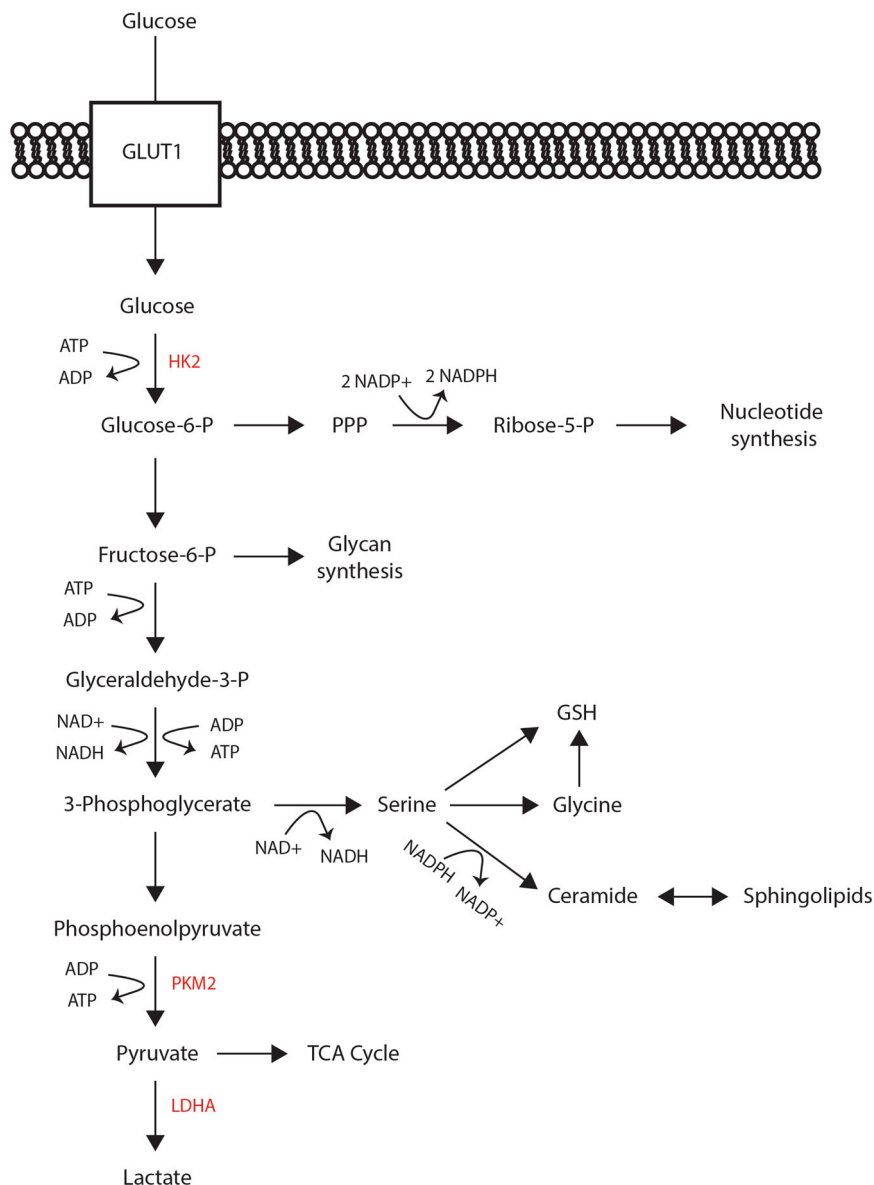 Glucose
GLUT1
Glucose
ATP
ADP
HK2
2 NADP+
2 NADPH
Glucose-6-P
PPP
Ribose-5-P
Nucleotide
synthesis
Fructose-6-P
Glycan
synthesis
ATP
ADP
Glyceraldehyde-3-P
NAD+
NADH
ADP
ATP
GSH
3-Phosphoglycerate
Serine
Glycine
NAD+
NADH
NADPH
NADP+
Ceramide
Sphingolipids
Phosphoenolpyruvate
ADP
ATP
PKM2
Pyruvate
TCA Cycle
LDHA
Lactate